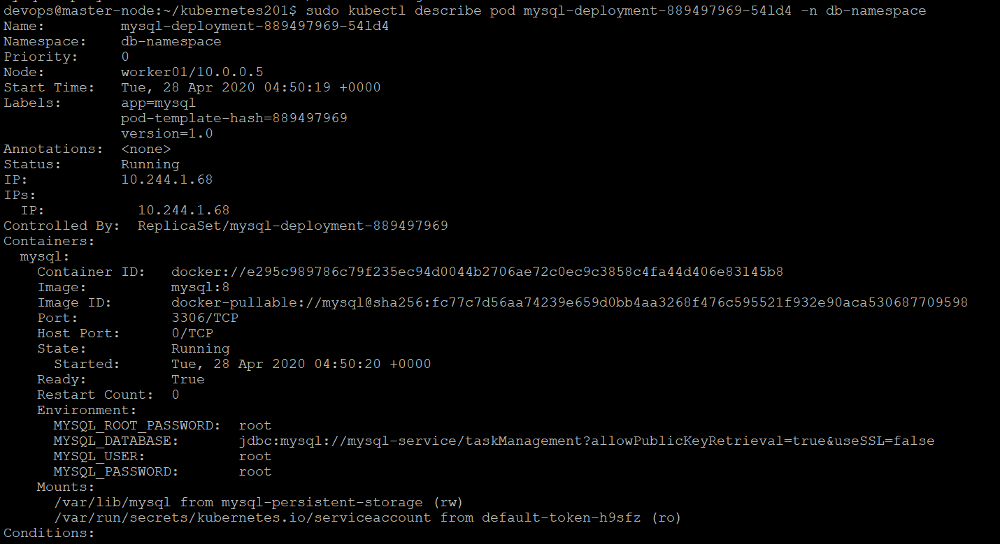 devops@master-node:~/kubernetes201$ sudo kubectl describe pod mysql-deployment-889497969-54ld4 -n db-namespace
Name:         mysql-deployment-889497969-54ld4
Namespace:    db-namespace
Priority:     0
Node:         worker01/10.0.0.5
Start Time:   Tue, 28 Apr 2020 04:50:19 +0000
Labels:       app=mysql
              pod-template-hash=889497969
              version=1.0
Annotations:  <none>
Status:       Running
IP:           10.244.1.68
IPs:
  IP:           10.244.1.68
Controlled By:  ReplicaSet/mysql-deployment-889497969
Containers:
  mysql:
    Container ID:   docker://e295c989786c79f235ec94d0044b2706ae72c0ec9c3858c4fa44d406e83145b8
    Image:          mysql:8
    Image ID:       docker-pullable://mysql@sha256:fc77c7d56aa74239e659d0bb4aa3268f476c595521f932e90aca530687709598
    Port:           3306/TCP
    Host Port:      0/TCP
    State:          Running
      Started:      Tue, 28 Apr 2020 04:50:20 +0000
    Ready:          True
    Restart Count:  0
    Environment:
      MYSQL_ROOT_PASSWORD:  root
      MYSQL_DATABASE:       jdbc:mysql://mysql-service/taskManagement?allowPublicKeyRetrieval=true&useSSL=false
      MYSQL_USER:           root
      MYSQL_PASSWORD:       root
    Mounts:
      /var/lib/mysql from mysql-persistent-storage (rw)
      /var/run/secrets/kubernetes.io/serviceaccount from default-token-h9sfz (ro)
Conditions: